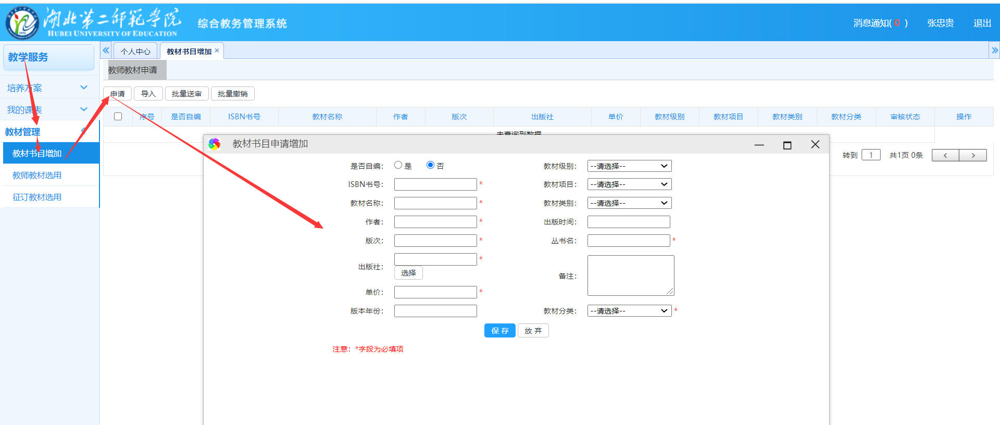 湖北第二师范学院
HUBEI UNIVERSITY OF EDUCATION
综合教务管理系统
消息通知( 0 )
张忠贵
退出
教学服务
培养方案
我的课表
教材管理
教材书目增加
教师教材选用
征订教材选用
个人中心
教材书目增加
教师教材申请
申请 导入 批量送审 批量撤销
序号 是否自编 ISBN书号 教材名称 作者 版次 出版社 单价 教材级别 教材项目 教材类别 教材分类 审核状态 操作
未查询到数据
转到 1 共1页 0条
教材书目申请增加
是否自编: 是 否 教材级别: --请选择--
ISBN书号: * 教材项目: --请选择--
教材名称: * 教材类别: --请选择--
作者: * 出版时间:
版次: * 丛书名: *
出版社: *
选择
备注:
单价: *
版本年份: 教材分类: --请选择-- *
保 存 放 弃
注意: *字段为必填项